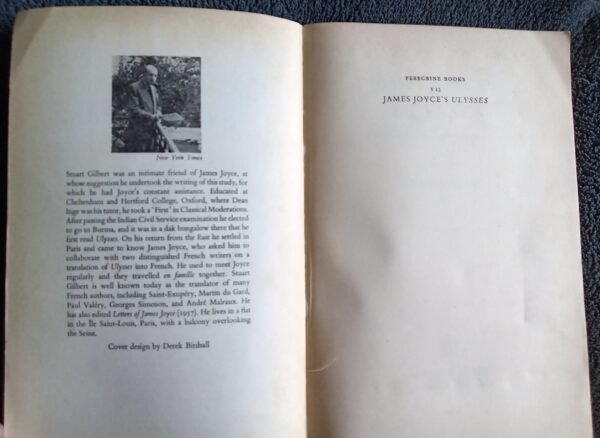 New York Times
Stuart Gilbert was an intimate friend of James Joyce, at
whose suggestion he undertook the writing of this study, for
which he had Joyce's constant assistance. Educated at
Cheltenham and Hertford College, Oxford, where Dean
Inge was his tutor, he took a 'First' in Classical Moderations.
After passing the Indian Civil Service examination he elected
to go to Burma, and it was in a dak bungalow there that he
first read Ulysses. On his return from the East he settled in
Paris and came to know James Joyce, who asked him to
collaborate with two distinguished French writers on a
translation of Ulysses into French. He used to meet Joyce
regularly and they travelled en famille together. Stuart
Gilbert is well known today as the translator of many
French authors, including Saint-Exupéry, Martin du Gard,
Paul Valéry, Georges Simenon, and André Malraux. He
has also edited Letters of James Joyce (1957). He lives in a flat
in the Île Saint-Louis, Paris, with a balcony overlooking
the Seine.
Cover design by Derek Birdsall
PEREGRINE BOOKS
Y13
JAMES JOYCE'S ULYSSES